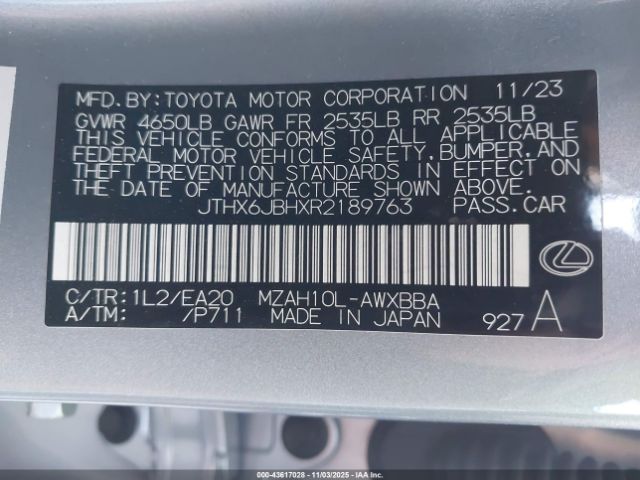 MFD.BY:TOYOTA MOTOR CORPORATION 11/23
GVWR 4650LB GAWR FR 2535LB RR 2535LB
THIS VEHICLE CONFORMS TO ALL APPLICABLE
FEDERAL MOTOR VEHICLE SAFETY,BUMPER,AND
THEFT PREVENTION STANDARDS IN EFFECT ON
THE DATE OF MANUFACTURE SHOWN ABOVE.
JTHX6JBHXR2189763 PASS.CAR
C/TR:1L2/EA20 MZAH10L-AWXBBA
A/TM: /P711 MADE IN JAPAN 927 A
000-43617028 - 11/03/2025 - IAAI.COM